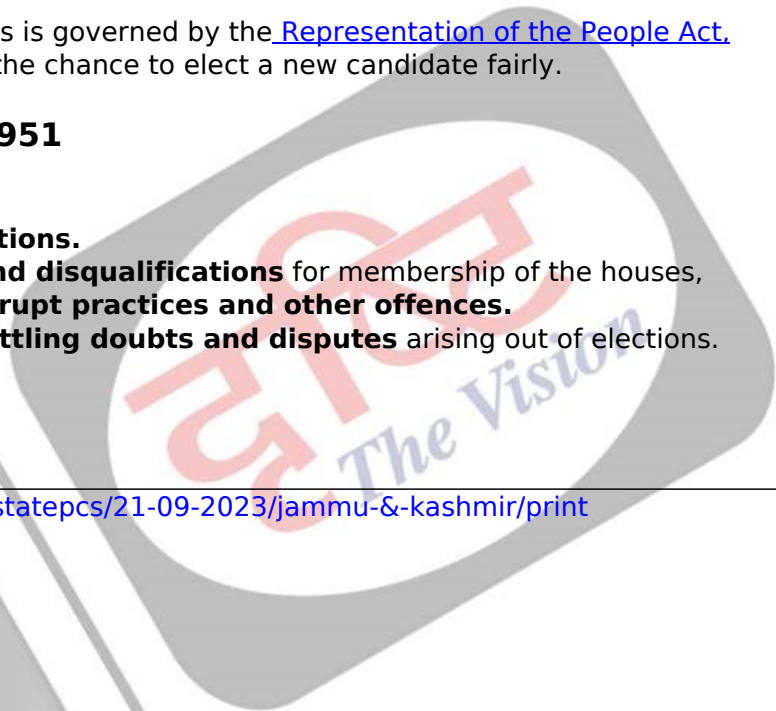 s is governed by the Representation of the People Act,
the chance to elect a new candidate fairly.
951
tions.
nd disqualifications for membership of the houses,
rupt practices and other offences.
ttling doubts and disputes arising out of elections.
दृष्टि
The Vision
statepcs/21-09-2023/jammu-&-kashmir/print